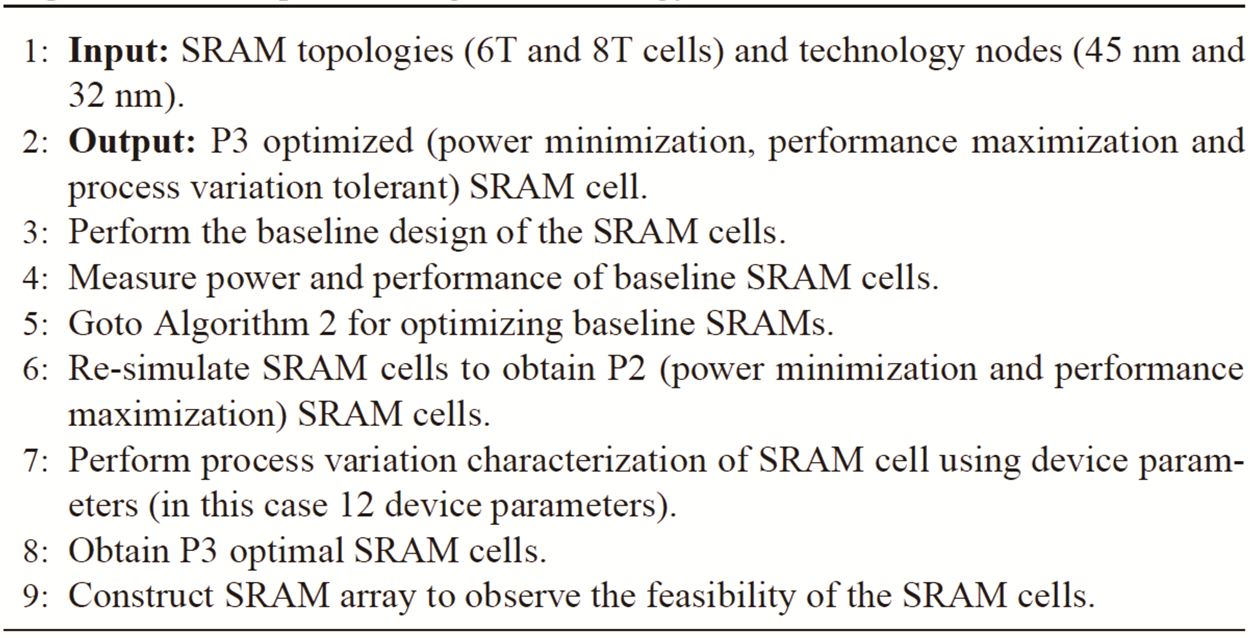 1: Input: SRAM topologies (6T and 8T cells) and technology nodes (45 nm and
32 nm).
2: Output: P3 optimized (power minimization, performance maximization and
process variation tolerant) SRAM cell.
3: Perform the baseline design of the SRAM cells.
4: Measure power and performance of baseline SRAM cells.
5: Goto Algorithm 2 for optimizing baseline SRAMs.
6: Re-simulate SRAM cells to obtain P2 (power minimization and performance
maximization) SRAM cells.
7: Perform process variation characterization of SRAM cell using device param-
eters (in this case 12 device parameters).
8: Obtain P3 optimal SRAM cells.
9: Construct SRAM array to observe the feasibility of the SRAM cells.